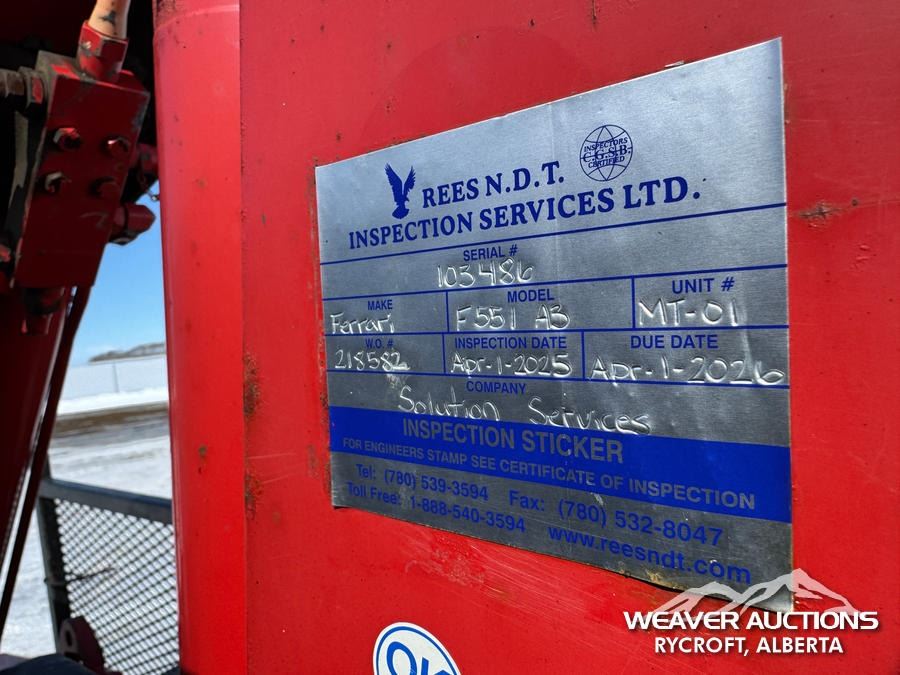 INSPECTORS
C.G.S.B.
CERTIFIED
REES N.D.T.
INSPECTION SERVICES LTD.
SERIAL #
1034186
MAKE MODEL UNIT #
Ferrari F551 A3 MT-01
W.O. # INSPECTION DATE DUE DATE
218582 Apr-1-2025 Apr-1-2026
COMPANY
Solution Services
INSPECTION STICKER
FOR ENGINEERS STAMP SEE CERTIFICATE OF INSPECTION
Tel: (780) 539-3594 Fax: (780) 532-8047
Toll Free: 1-888-540-3594 www.reesndt.com
OK
WEAVER AUCTIONS
RYCROFT, ALBERTA